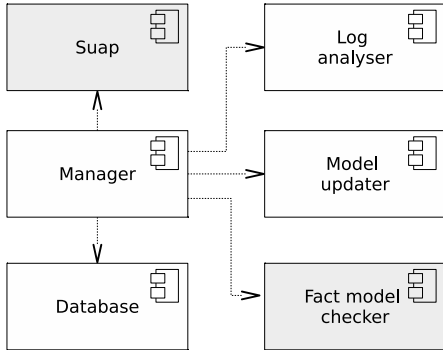 Suap
Log
analyser
Manager
Model
updater
Database
Fact model
checker